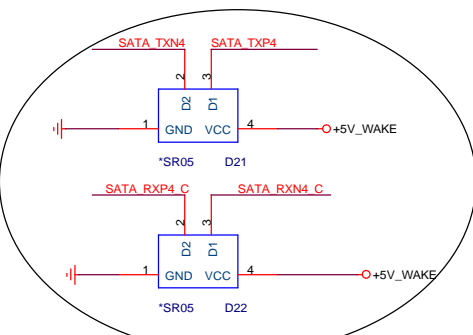 SATA_TXN4 SATA_TXP4
2 3
D2 D1
1 GND VCC 4 +5V_WAKE
*SR05 D21
SATA_RXP4_C SATA_RXN4_C
2 3
D2 D1
1 GND VCC 4 +5V_WAKE
*SR05 D22